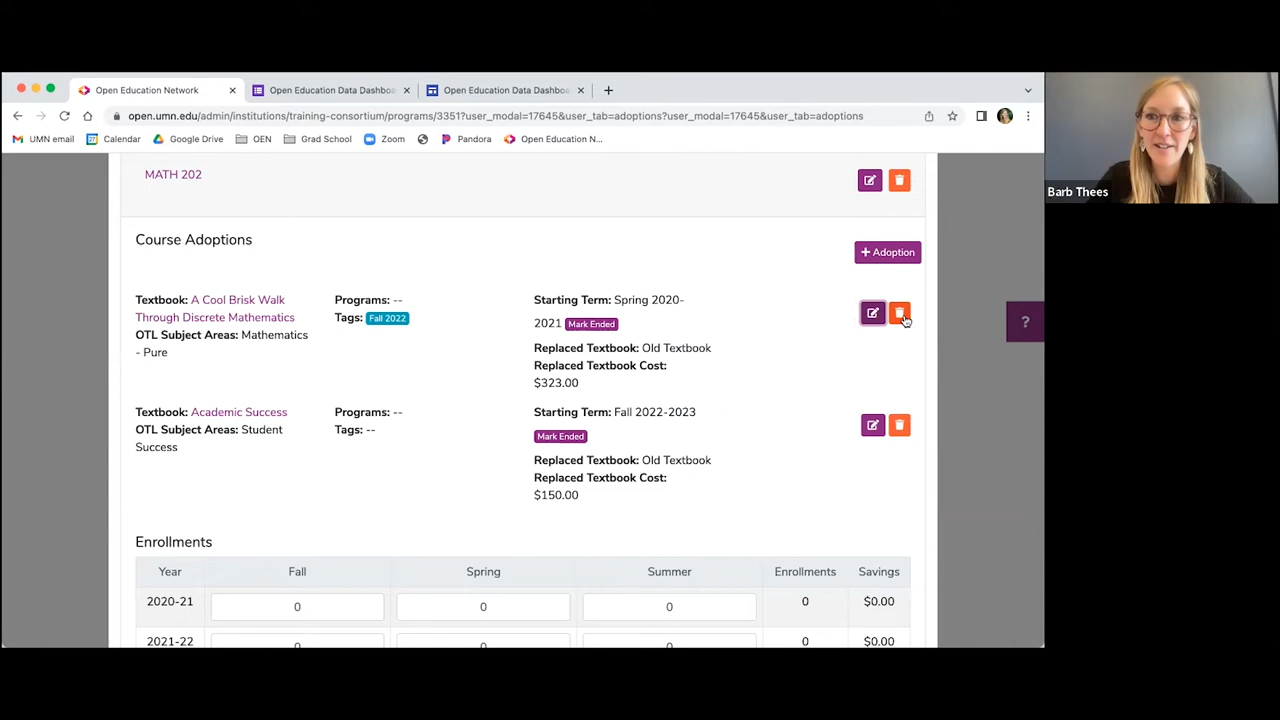 Open Education Network
Open Education Data Dashboa
Open Education Data Dashboa
open.umn.edu/admin/institutions/training-consortium/programs/3351?user_modal=17645&user_tab=adoptions?user_modal=17645&user_tab=adoptions
UMN email
Calendar
Google Drive
OEN
Grad School
Zoom
Pandora
Open Education N...
Barb Thees
MATH 202
Course Adoptions
+ Adoption
Textbook: A Cool Brisk Walk
Through Discrete Mathematics
OTL Subject Areas: Mathematics
- Pure
Programs: --
Tags: Fall 2022
Starting Term: Spring 2020-
2021 Mark Ended
Replaced Textbook: Old Textbook
Replaced Textbook Cost:
$323.00
?
Textbook: Academic Success
OTL Subject Areas: Student
Success
Programs: --
Tags: --
Starting Term: Fall 2022-2023
Mark Ended
Replaced Textbook: Old Textbook
Replaced Textbook Cost:
$150.00
Enrollments
Year Fall Spring Summer Enrollments Savings
2020-21 0 0 0 0 $0.00
2021-22 0 0 0 0 $0.00